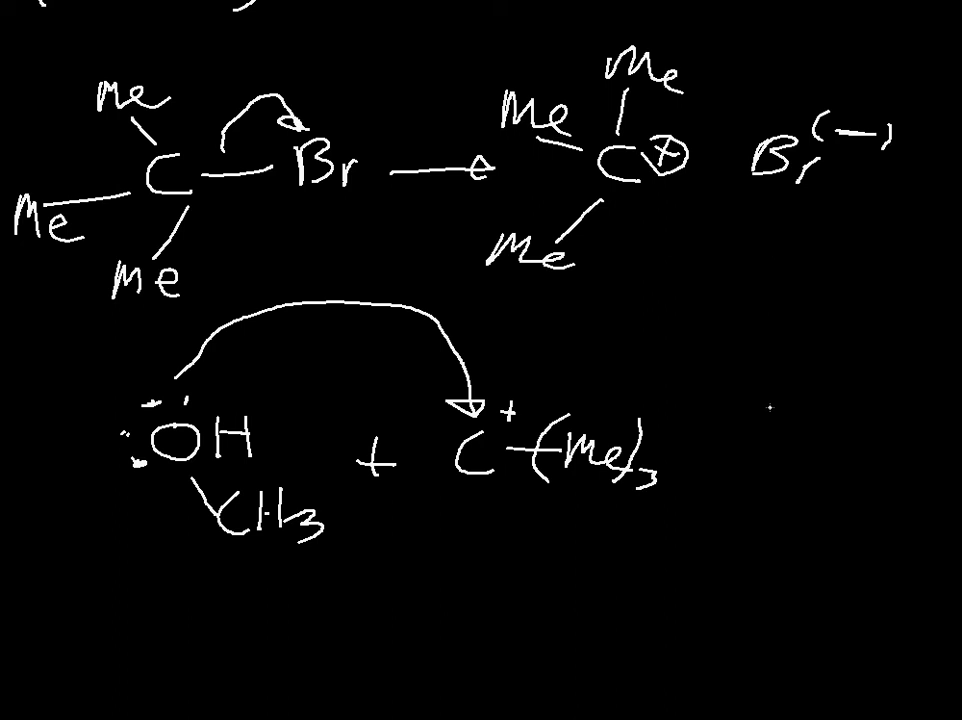 Me
Me
C — Br → C ⊕ Br (−)
Me
Me
Me
Me
OH + C⁺ — (Me)₃
CH₃